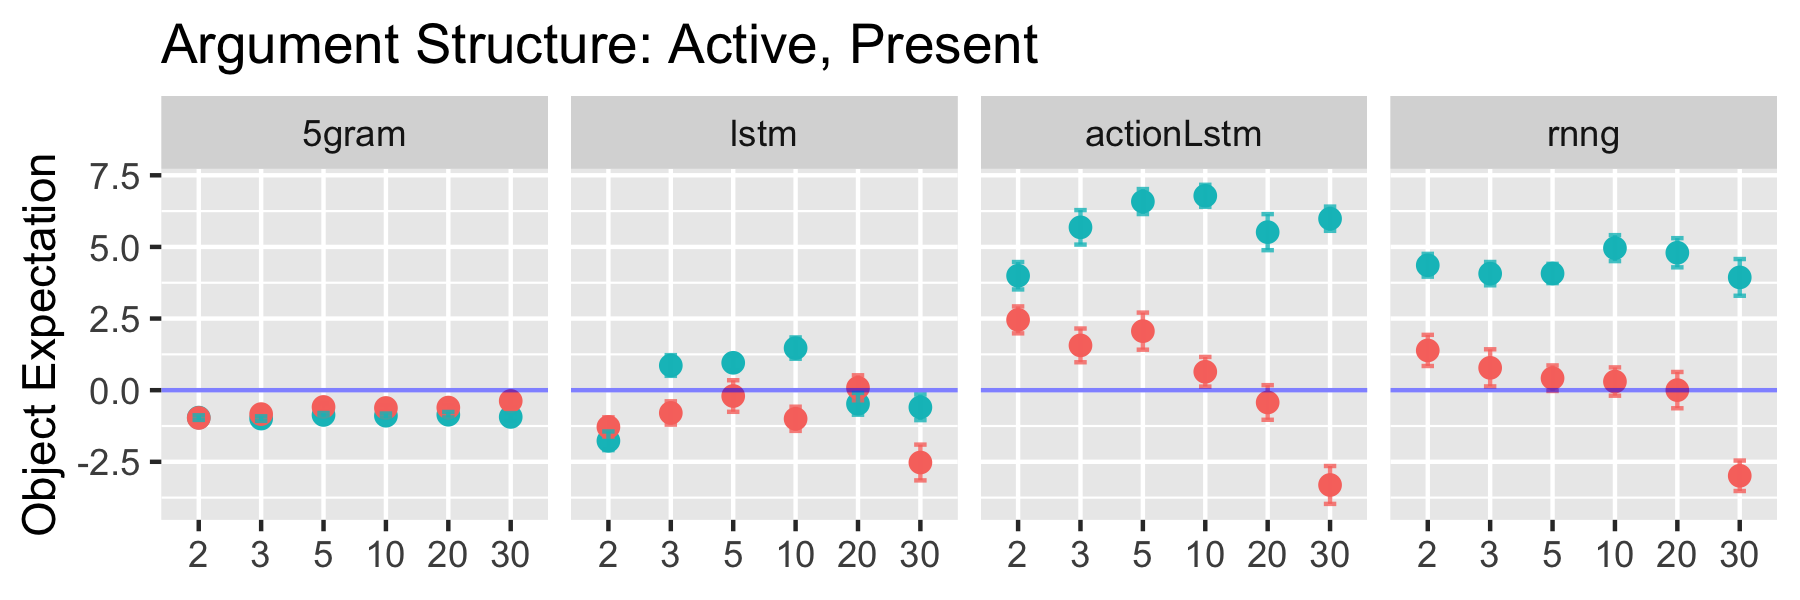 Argument Structure: Active, Present
5gram lstm actionLstm rnng
Object Expectation
7.5
5.0
2.5
0.0
-2.5
2 3 5 10 20 30 2 3 5 10 20 30 2 3 5 10 20 30 2 3 5 10 20 30